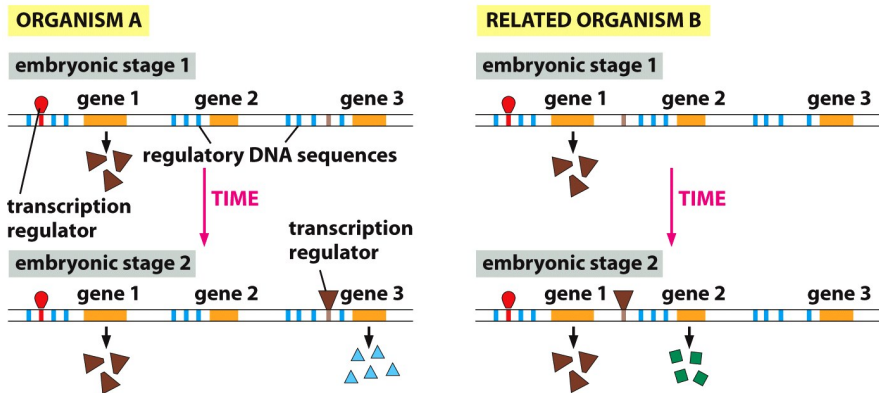 ORGANISM A
embryonic stage 1
gene 1 gene 2 gene 3
regulatory DNA sequences
transcription
regulator
TIME
transcription
regulator
embryonic stage 2
gene 1 gene 2 gene 3
RELATED ORGANISM B
embryonic stage 1
gene 1 gene 2 gene 3
TIME
embryonic stage 2
gene 1 gene 2 gene 3